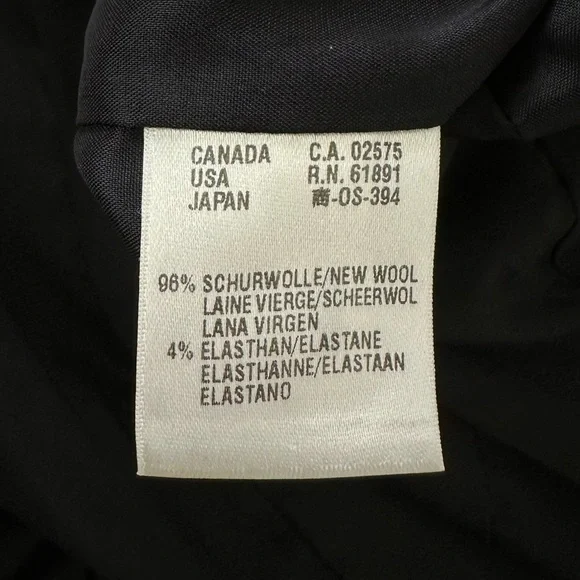 CANADA C.A. 02575
USA R.N. 61891
JAPAN 啇-OS-394
96% SCHURWOLLE/NEW WOOL
LAINE VIERGE/SCHEERWOL
LANA VIRGEN
4% ELASTHAN/ELASTANE
ELASTHANNE/ELASTAAN
ELASTANO